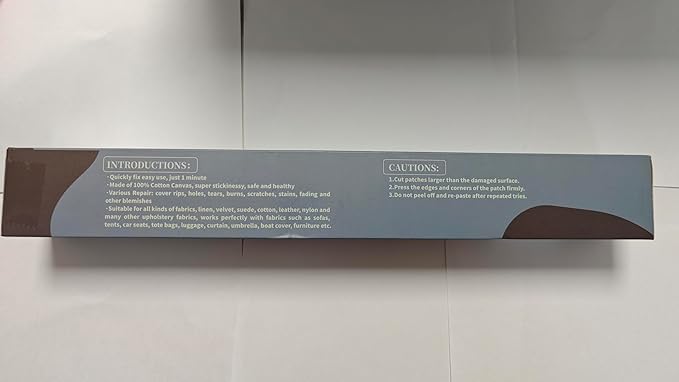 INTRODUCTIONS:
·Quickly fix easy use, just 1 minute
·Made of 100% Cotton Canvas, super stickinessy, safe and healthy
·Various Repair: cover rips, holes, tears, burns, scratches, stains, fading and
other blemishes
·Suitable for all kinds of fabrics, linen, velvet, suede, cotton, leather, nylon and
many other upholstery fabrics, works perfectly with fabrics such as sofas,
tents, car seats, tote bags, luggage, curtain, umbrella, boat cover, furniture etc.
CAUTIONS:
1.Cut patches larger than the damaged surface.
2.Press the edges and corners of the patch firmly.
3.Do not peel off and re-paste after repeated tries.